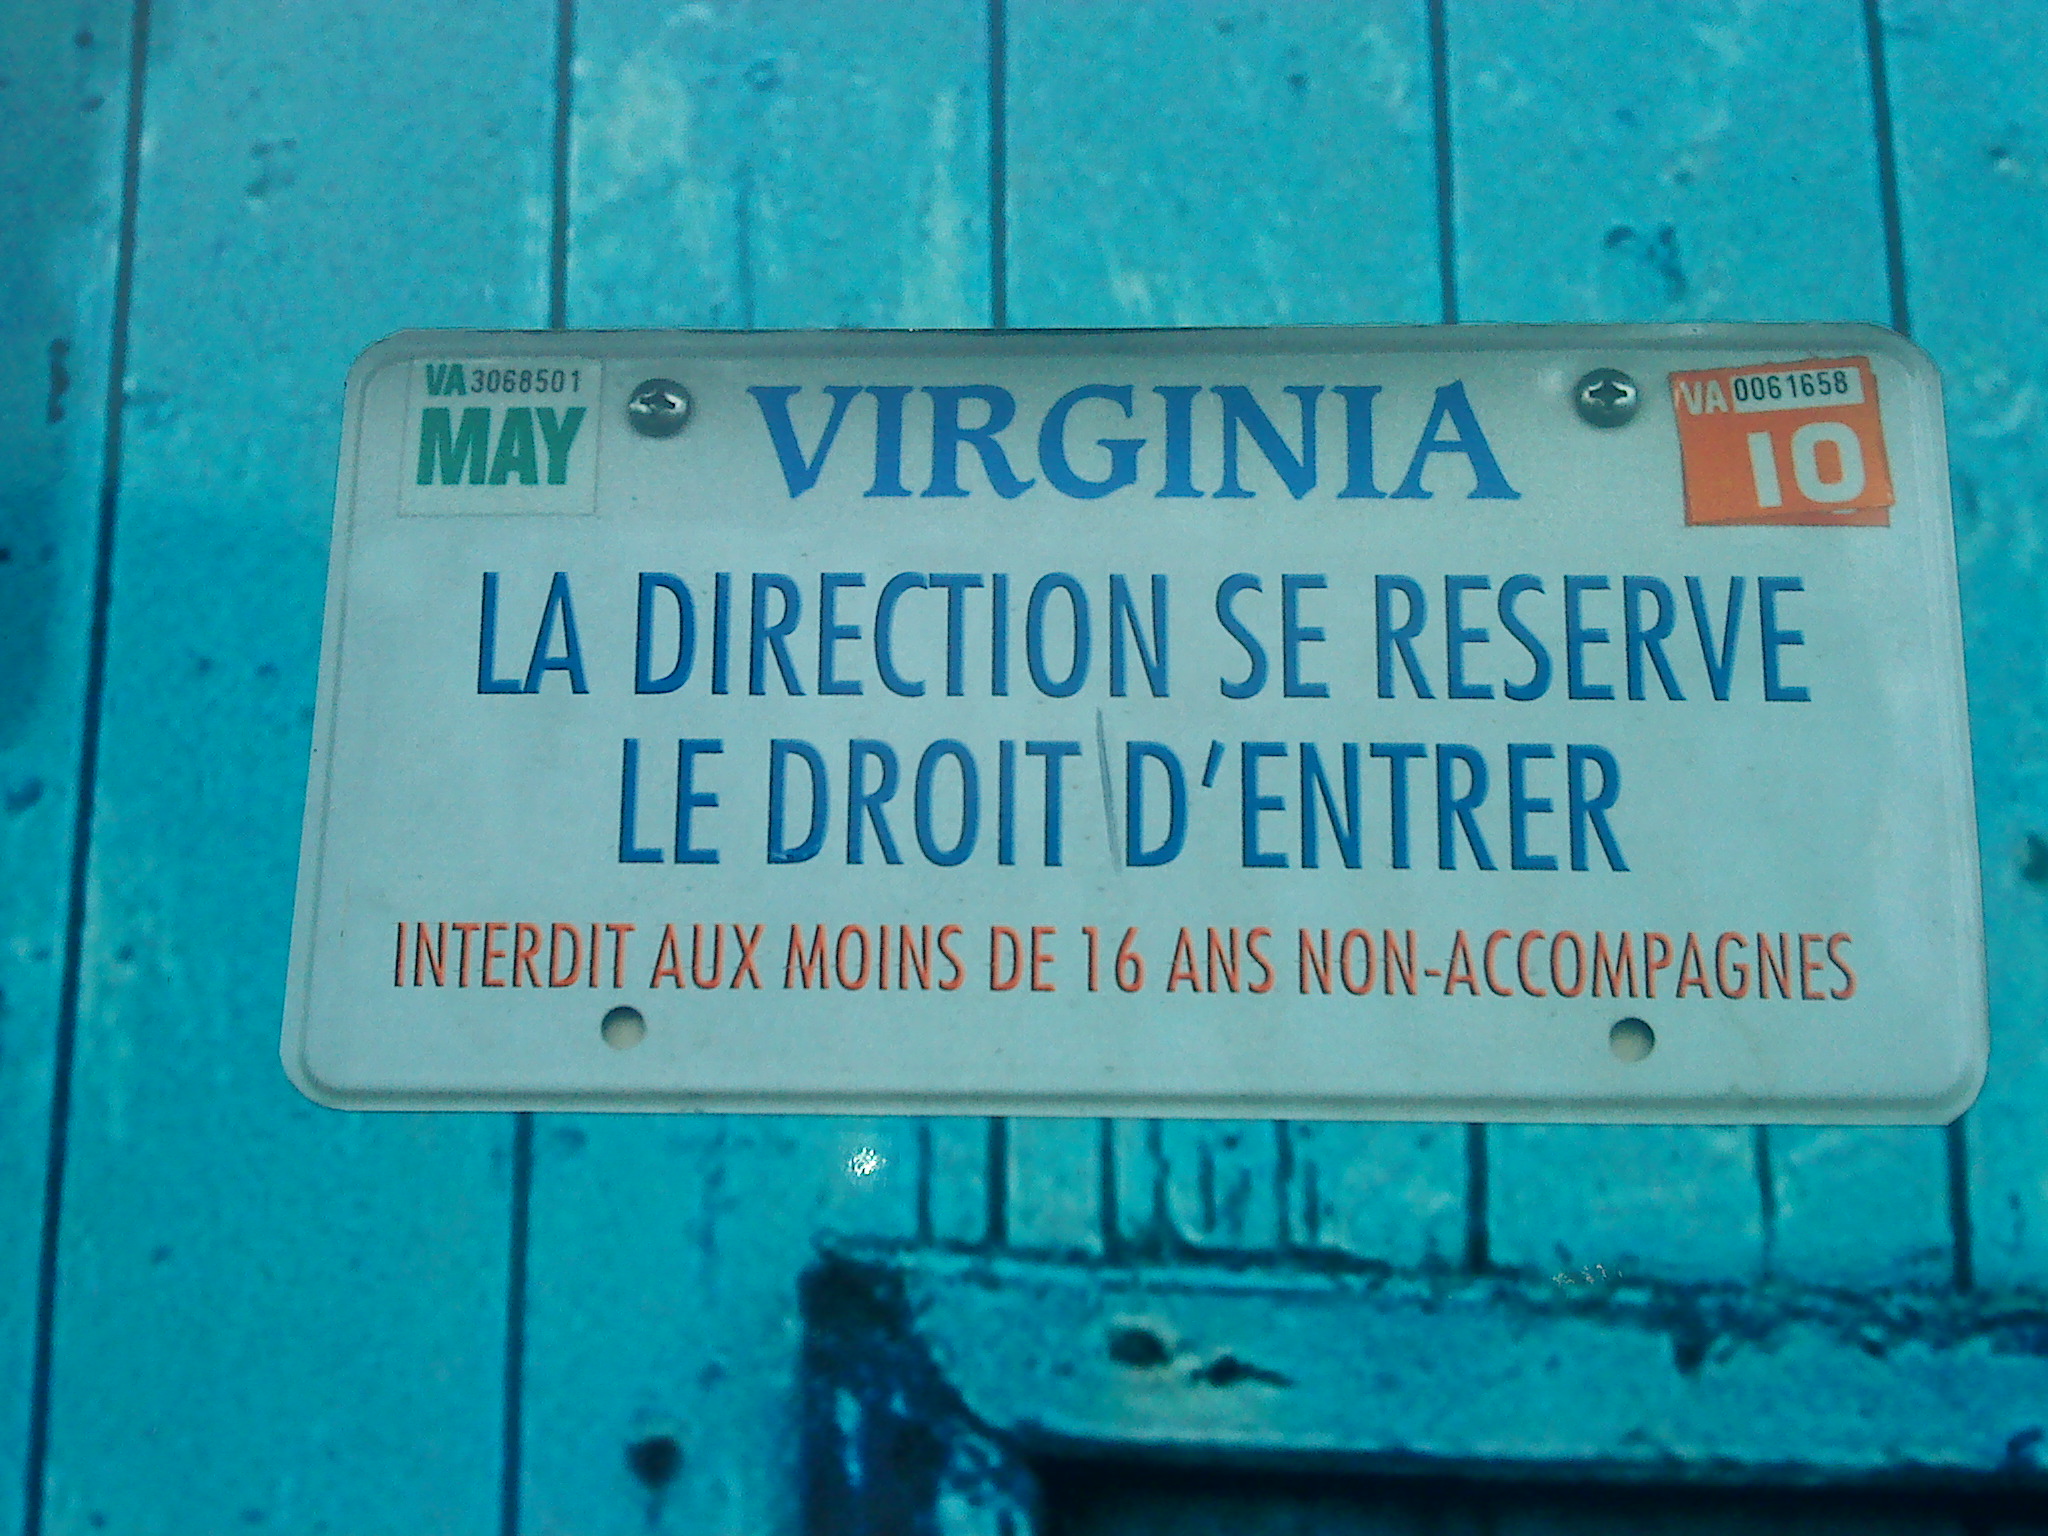 VA 3068501
MAY
VIRGINIA
VA 0061658
10
LA DIRECTION SE RESERVE
LE DROIT D'ENTRER
INTERDIT AUX MOINS DE 16 ANS NON-ACCOMPAGNES